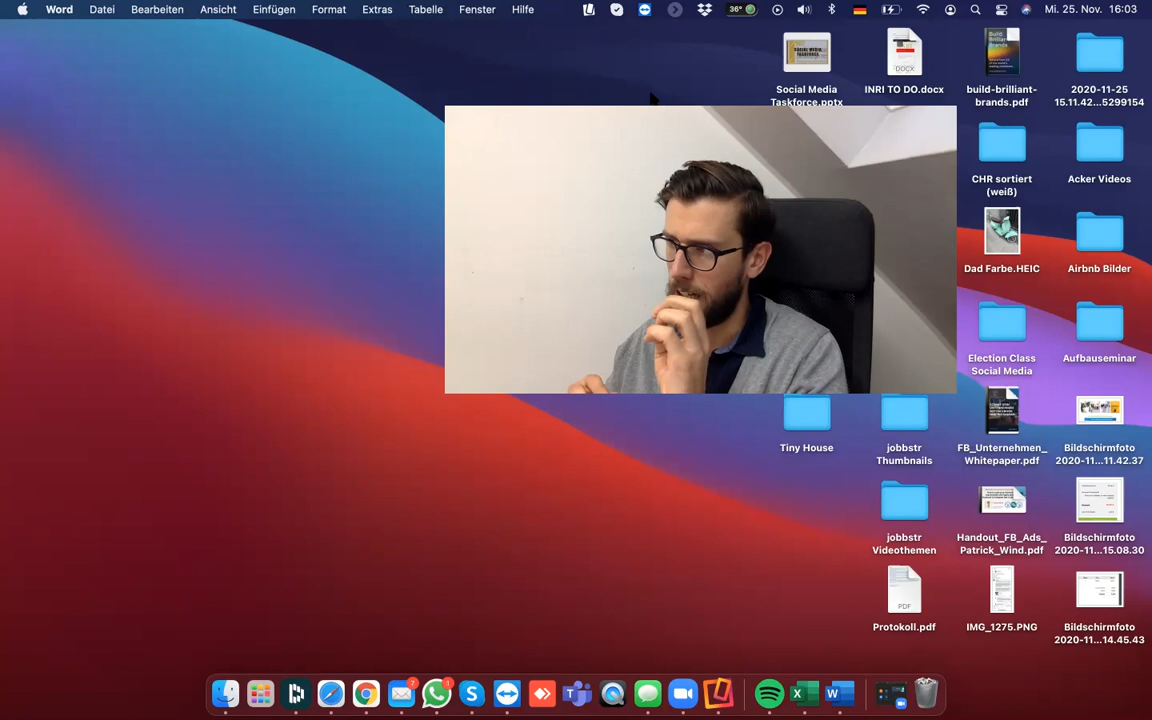 Word Datei Bearbeiten Ansicht Einfügen Format Extras Tabelle Fenster Hilfe 36° Mi. 25. Nov. 16:03
Social Media
Taskforce.pptx
INRI TO DO.docx
build-brilliant-
brands.pdf
2020-11-25
15.11.42...5299154
DOCX
CHR sortiert
(weiß)
Acker Videos
Dad Farbe.HEIC
Airbnb Bilder
Election Class
Social Media
Aufbauseminar
Tiny House
jobbstr
Thumbnails
FB_Unternehmen_
Whitepaper.pdf
Bildschirmfoto
2020-11...11.42.37
jobbstr
Videothemen
Handout_FB_Ads_
Patrick_Wind.pdf
Bildschirmfoto
2020-11...15.08.30
PDF
Protokoll.pdf
IMG_1275.PNG
Bildschirmfoto
2020-11...14.45.43
7
1